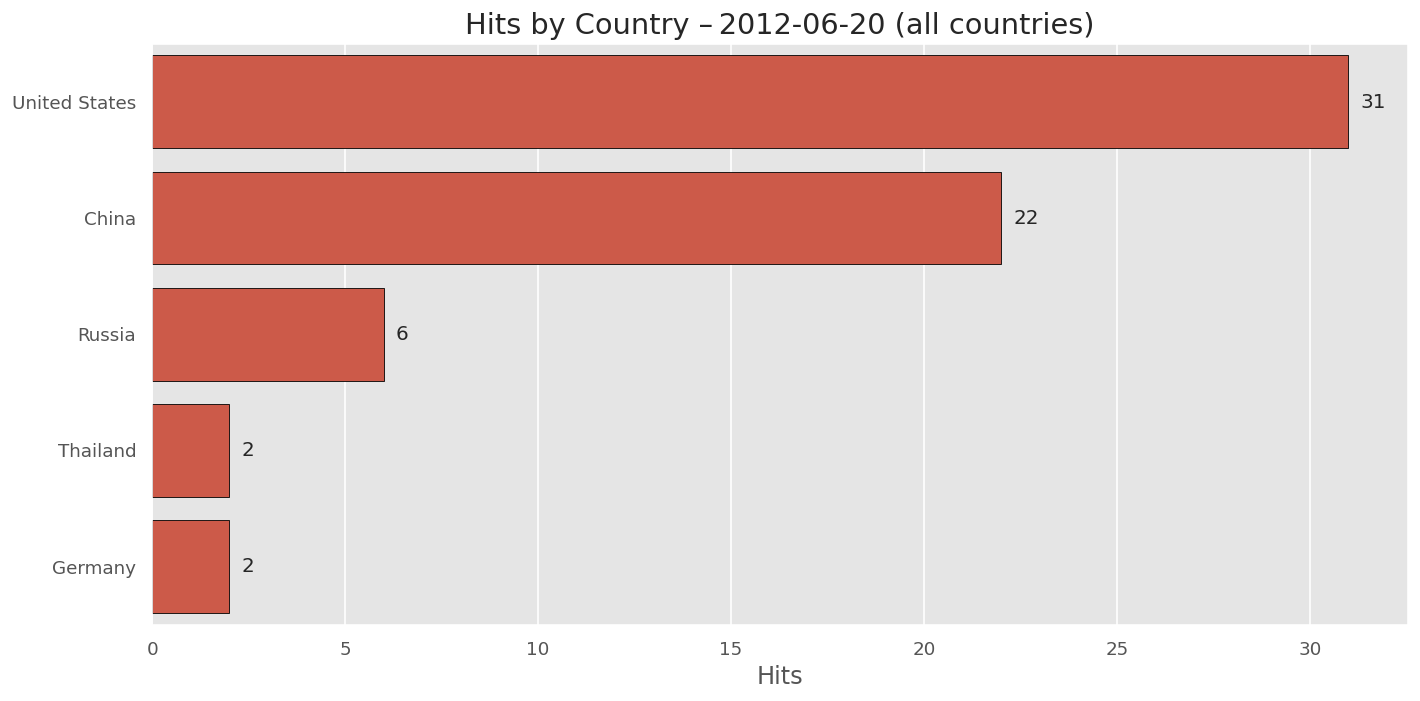 Hits by Country – 2012-06-20 (all countries)
United States 31
China 22
Russia 6
Thailand 2
Germany 2
0 5 10 15 20 25 30
Hits